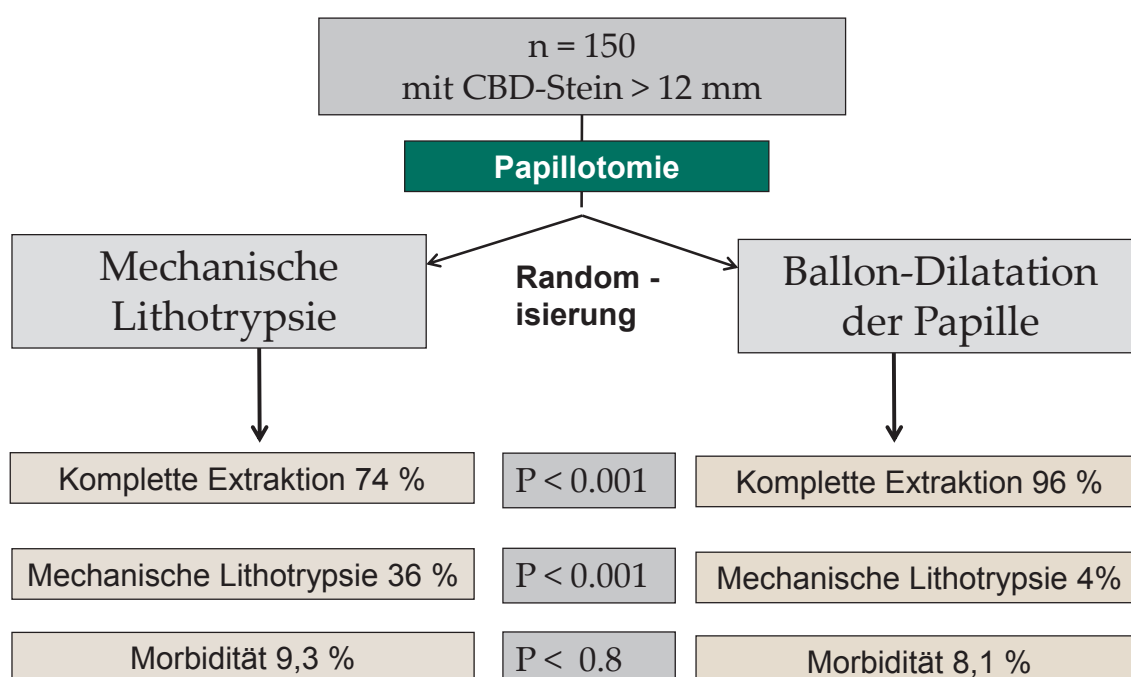 n = 150
mit CBD-Stein > 12 mm
Papillotomie
Mechanische
Lithotrypsie
Random -
isierung
Ballon-Dilatation
der Papille
Komplette Extraktion 74 %
P < 0.001
Komplette Extraktion 96 %
Mechanische Lithotrypsie 36 %
P < 0.001
Mechanische Lithotrypsie 4%
Morbidität 9,3 %
P < 0.8
Morbidität 8,1 %